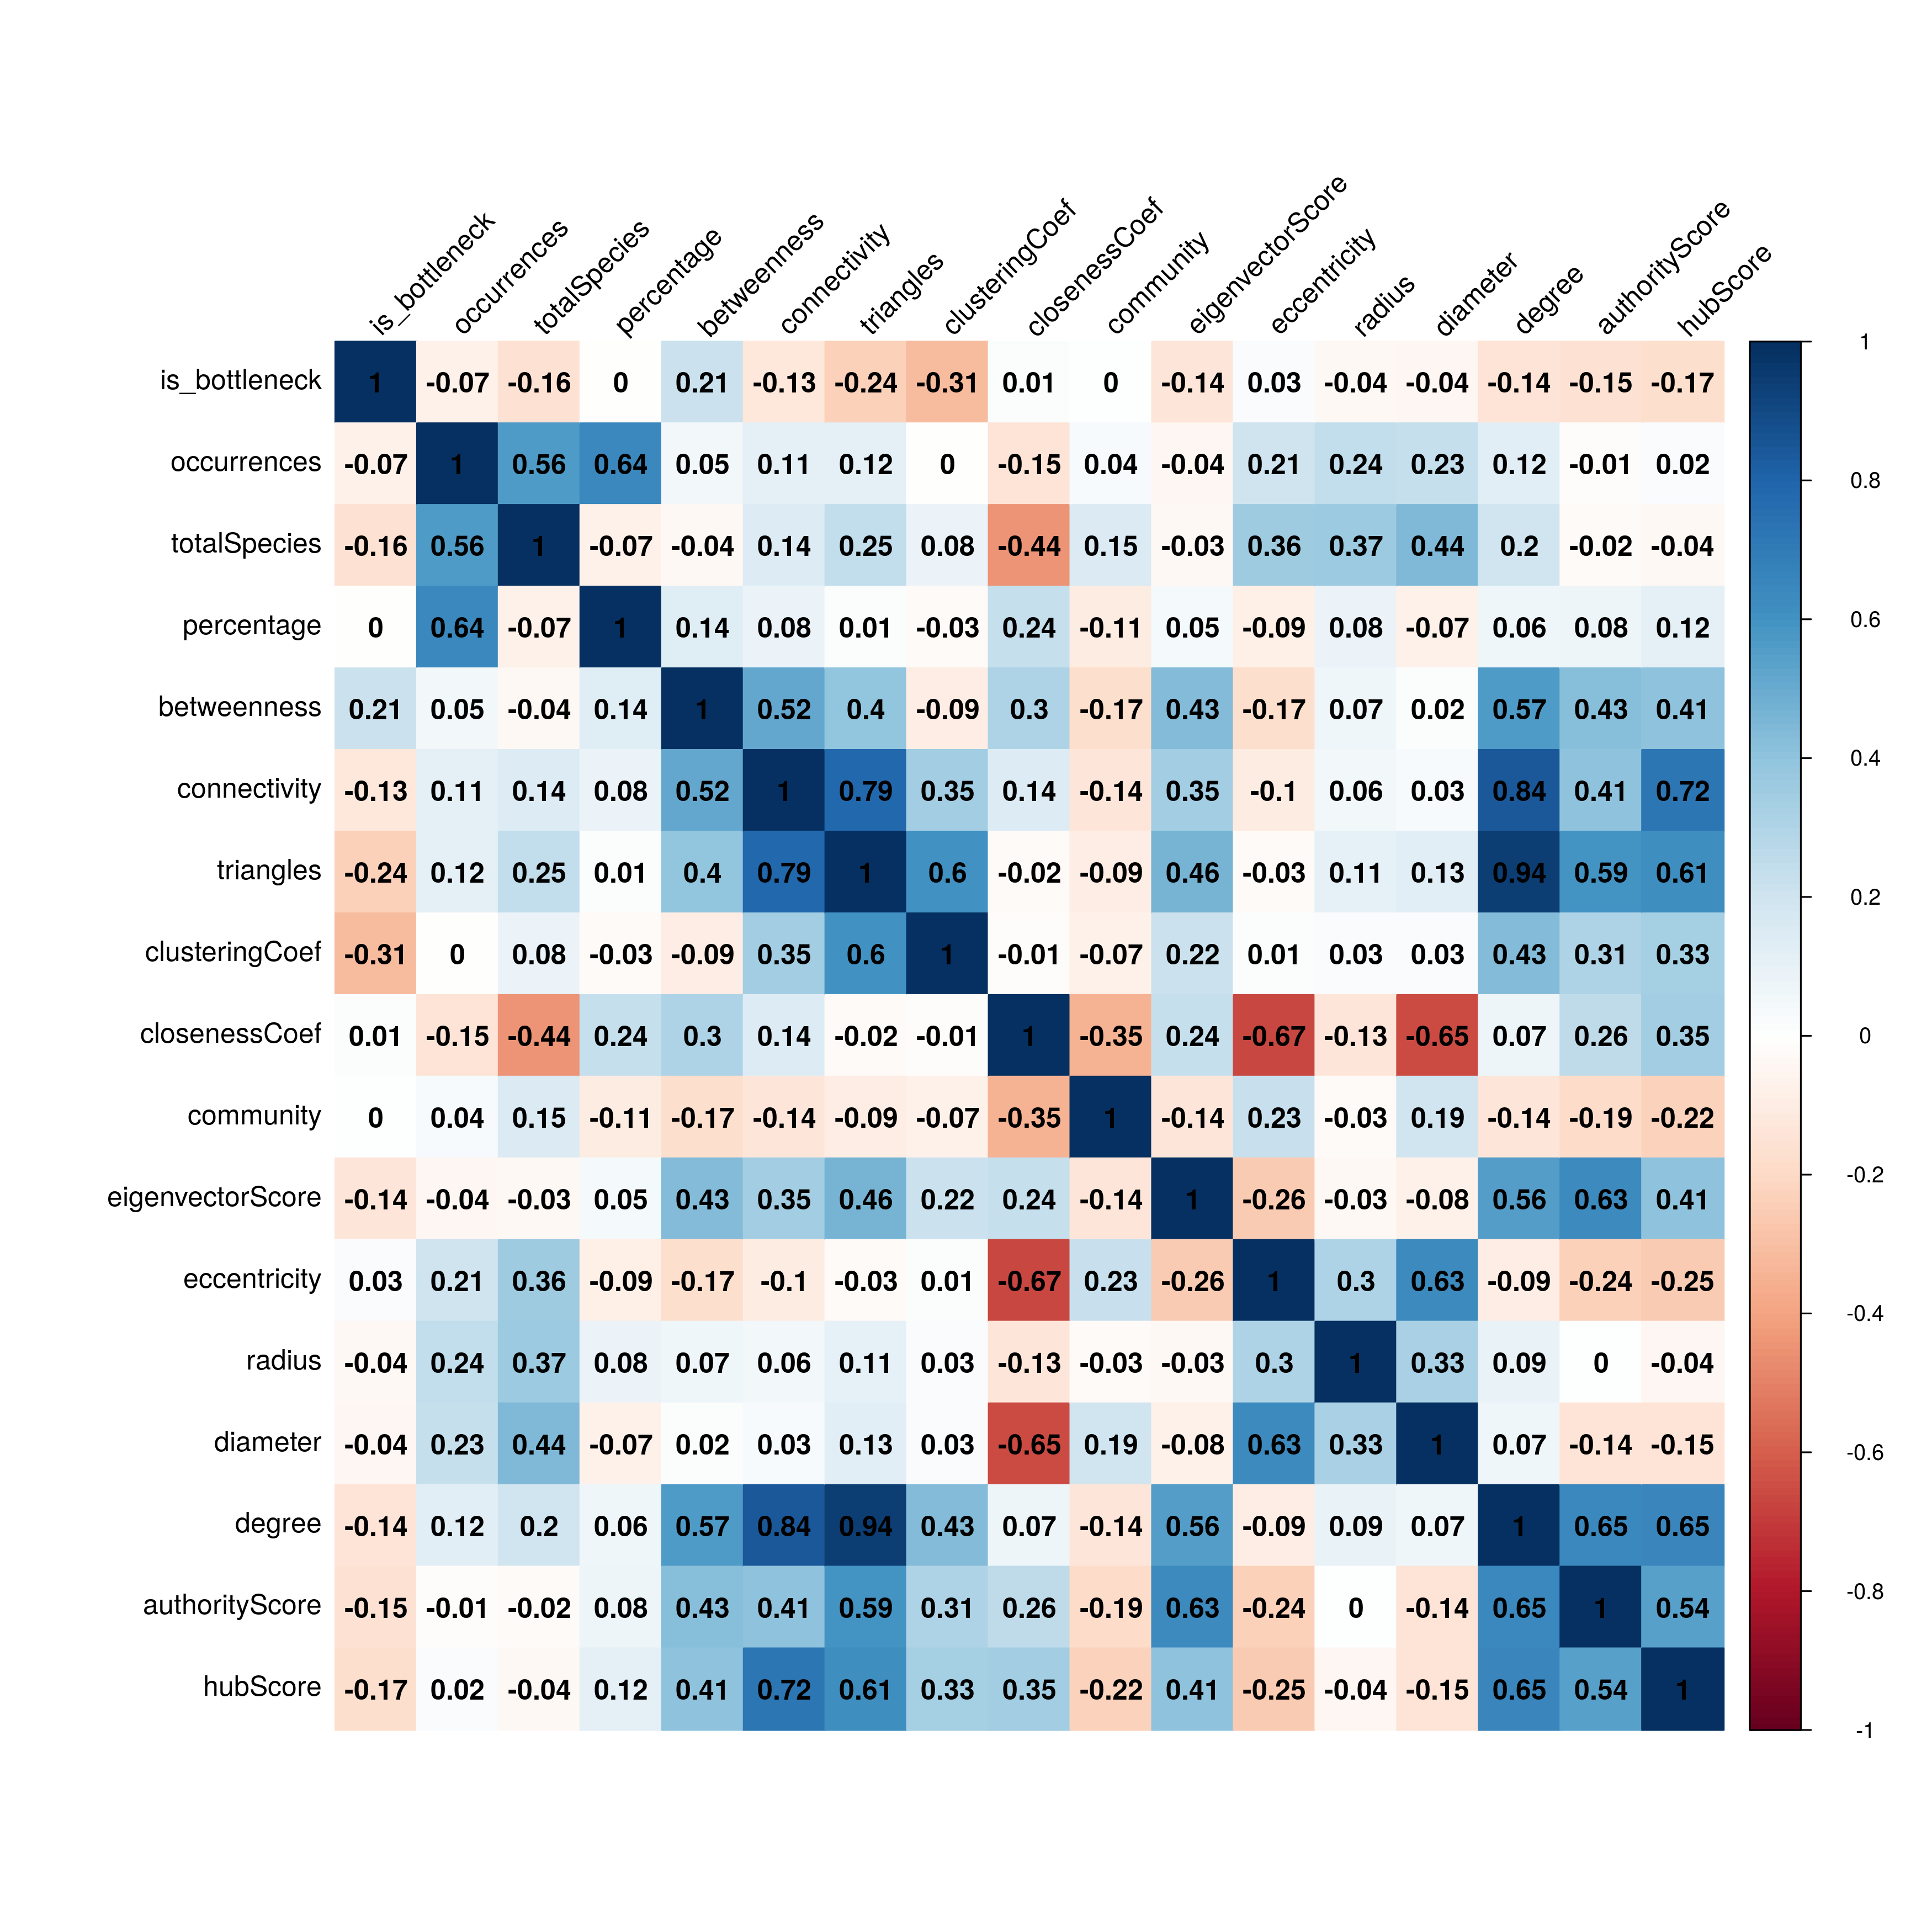 is_bottleneck occurrences totalSpecies percentage betweenness connectivity triangles clusteringCoef closenessCoef community eigenvectorScore eccentricity radius diameter degree authorityScore hubScore
is_bottleneck 1 -0.07 -0.16 0 0.21 -0.13 -0.24 -0.31 0.01 0 -0.14 0.03 -0.04 -0.04 -0.14 -0.15 -0.17
occurrences -0.07 1 0.56 0.64 0.05 0.11 0.12 0 -0.15 0.04 -0.04 0.21 0.24 0.23 0.12 -0.01 0.02
totalSpecies -0.16 0.56 1 -0.07 -0.04 0.14 0.25 0.08 -0.44 0.15 -0.03 0.36 0.37 0.44 0.2 -0.02 -0.04
percentage 0 0.64 -0.07 1 0.14 0.08 0.01 -0.03 0.24 -0.11 0.05 -0.09 0.08 -0.07 0.06 0.08 0.12
betweenness 0.21 0.05 -0.04 0.14 1 0.52 0.4 -0.09 0.3 -0.17 0.43 -0.17 0.07 0.02 0.57 0.43 0.41
connectivity -0.13 0.11 0.14 0.08 0.52 1 0.79 0.35 0.14 -0.14 0.35 -0.1 0.06 0.03 0.84 0.41 0.72
triangles -0.24 0.12 0.25 0.01 0.4 0.79 1 0.6 -0.02 -0.09 0.46 -0.03 0.11 0.13 0.94 0.59 0.61
clusteringCoef -0.31 0 0.08 -0.03 -0.09 0.35 0.6 1 -0.01 -0.07 0.22 0.01 0.03 0.03 0.43 0.31 0.33
closenessCoef 0.01 -0.15 -0.44 0.24 0.3 0.14 -0.02 -0.01 1 -0.35 0.24 -0.67 -0.13 -0.65 0.07 0.26 0.35
community 0 0.04 0.15 -0.11 -0.17 -0.14 -0.09 -0.07 -0.35 1 -0.14 0.23 -0.03 0.19 -0.14 -0.19 -0.22
eigenvectorScore -0.14 -0.04 -0.03 0.05 0.43 0.35 0.46 0.22 0.24 -0.14 1 -0.26 -0.03 -0.08 0.56 0.63 0.41
eccentricity 0.03 0.21 0.36 -0.09 -0.17 -0.1 -0.03 0.01 -0.67 0.23 -0.26 1 0.3 0.63 -0.09 -0.24 -0.25
radius -0.04 0.24 0.37 0.08 0.07 0.06 0.11 0.03 -0.13 -0.03 -0.03 0.3 1 0.33 0.09 0 -0.04
diameter -0.04 0.23 0.44 -0.07 0.02 0.03 0.13 0.03 -0.65 0.19 -0.08 0.63 0.33 1 0.07 -0.14 -0.15
degree -0.14 0.12 0.2 0.06 0.57 0.84 0.94 0.43 0.07 -0.14 0.56 -0.09 0.09 0.07 1 0.65 0.65
authorityScore -0.15 -0.01 -0.02 0.08 0.43 0.41 0.59 0.31 0.26 -0.19 0.63 -0.24 0 -0.14 0.65 1 0.54
hubScore -0.17 0.02 -0.04 0.12 0.41 0.72 0.61 0.33 0.35 -0.22 0.41 -0.25 -0.04 -0.15 0.65 0.54 1
1
0.8
0.6
0.4
0.2
0
-0.2
-0.4
-0.6
-0.8
-1